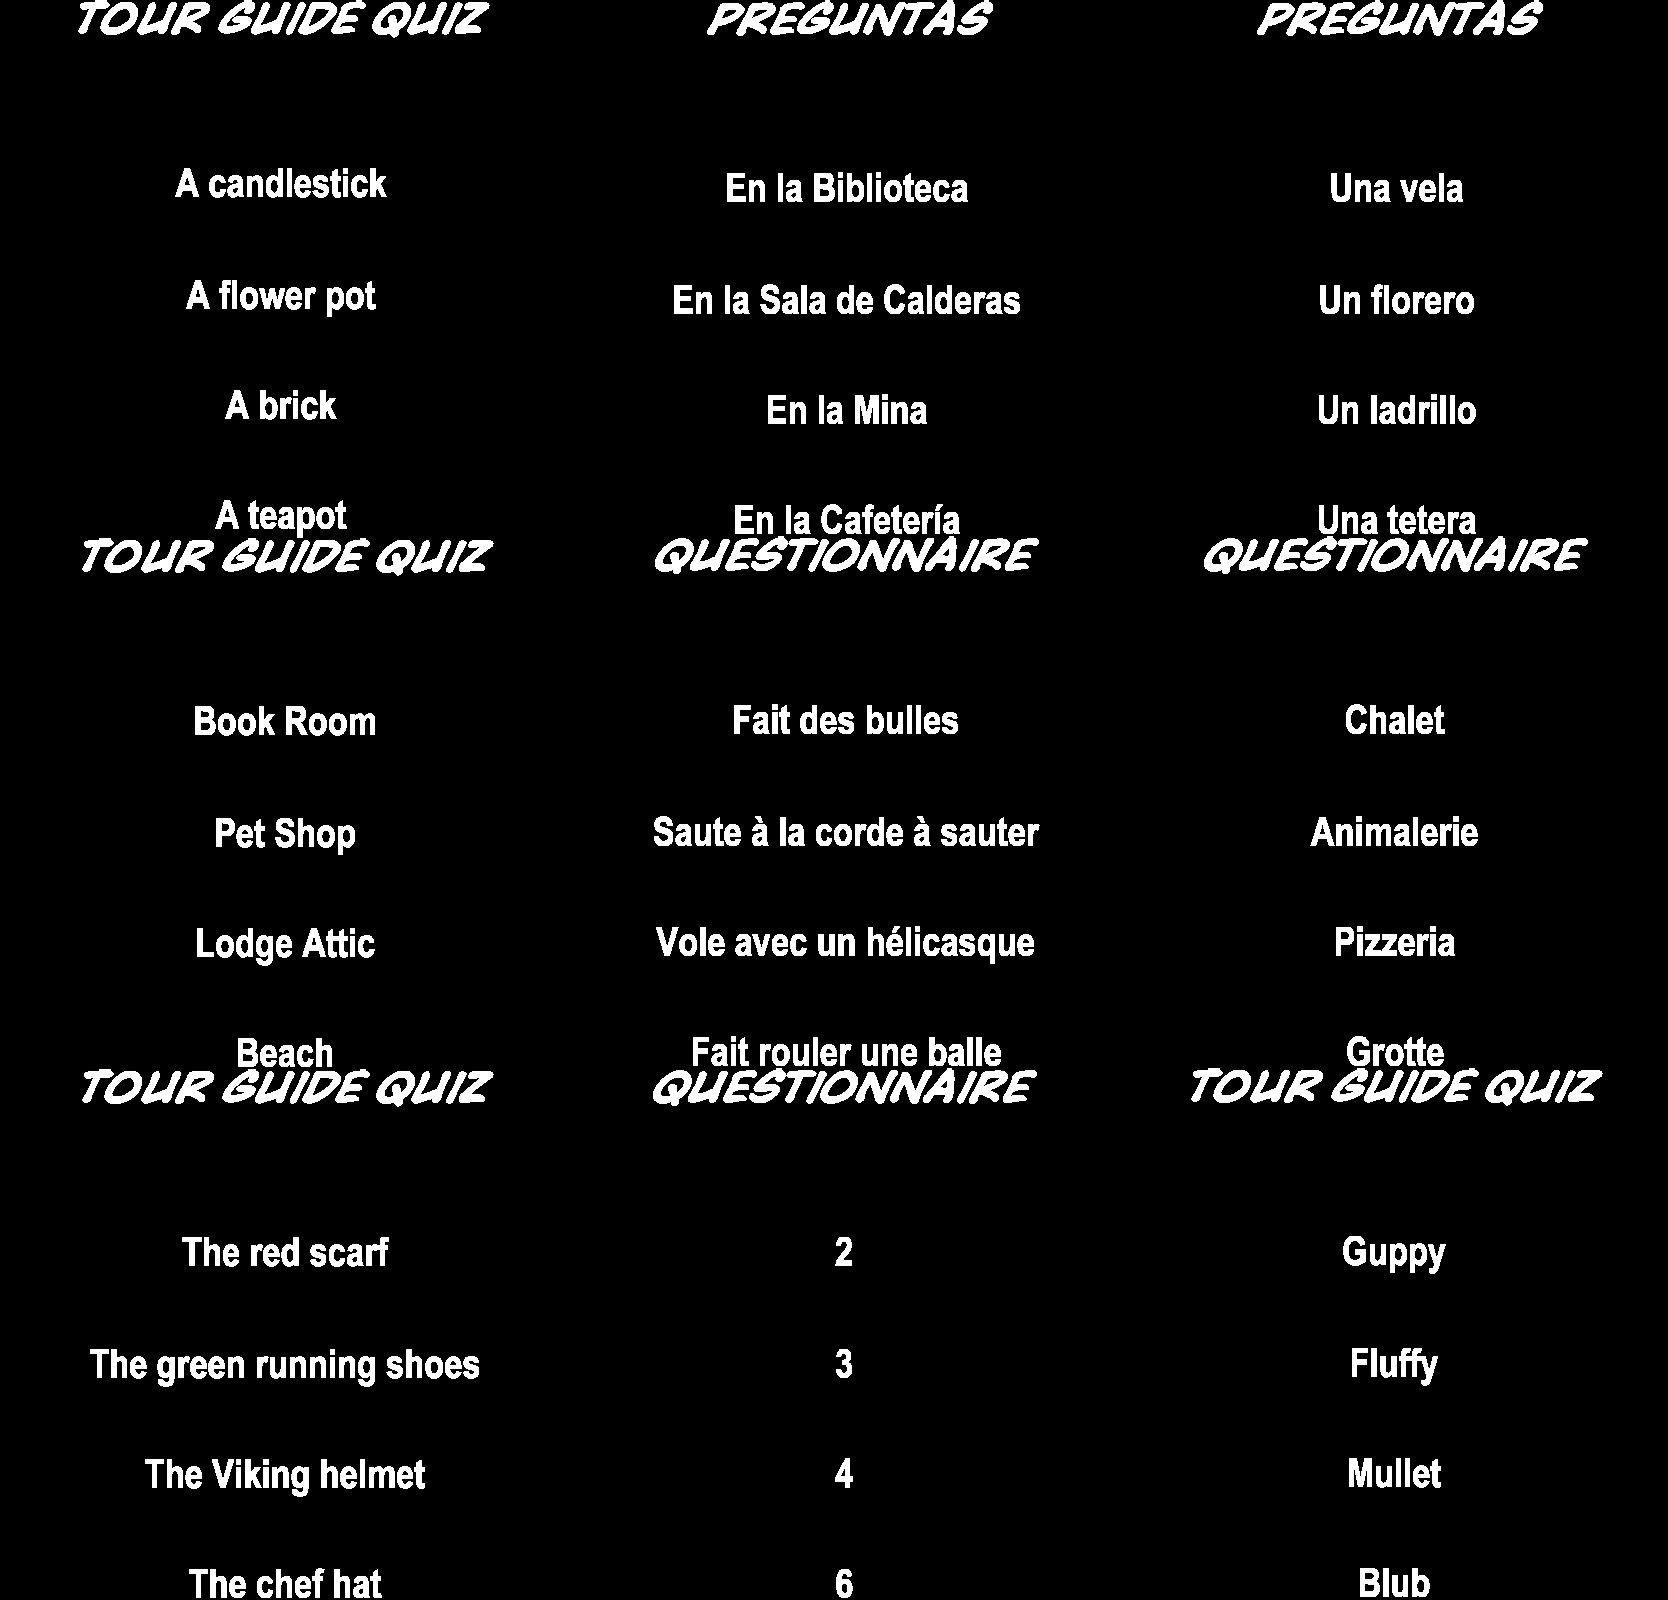 TOUR GUIDE QUIZ
A candlestick
A flower pot
A brick
A teapot
PREGUNTAS
En la Biblioteca
En la Sala de Calderas
En la Mina
En la Cafetería
PREGUNTAS
Una vela
Un florero
Un ladrillo
Una tetera
TOUR GUIDE QUIZ
Book Room
Pet Shop
Lodge Attic
Beach
QUESTIONNAIRE
Fait des bulles
Saute à la corde à sauter
Vole avec un hélicasque
Fait rouler une balle
QUESTIONNAIRE
Chalet
Animalerie
Pizzeria
Grotte
TOUR GUIDE QUIZ
The red scarf
The green running shoes
The Viking helmet
The chef hat
QUESTIONNAIRE
2
3
4
6
TOUR GUIDE QUIZ
Guppy
Fluffy
Mullet
Blub